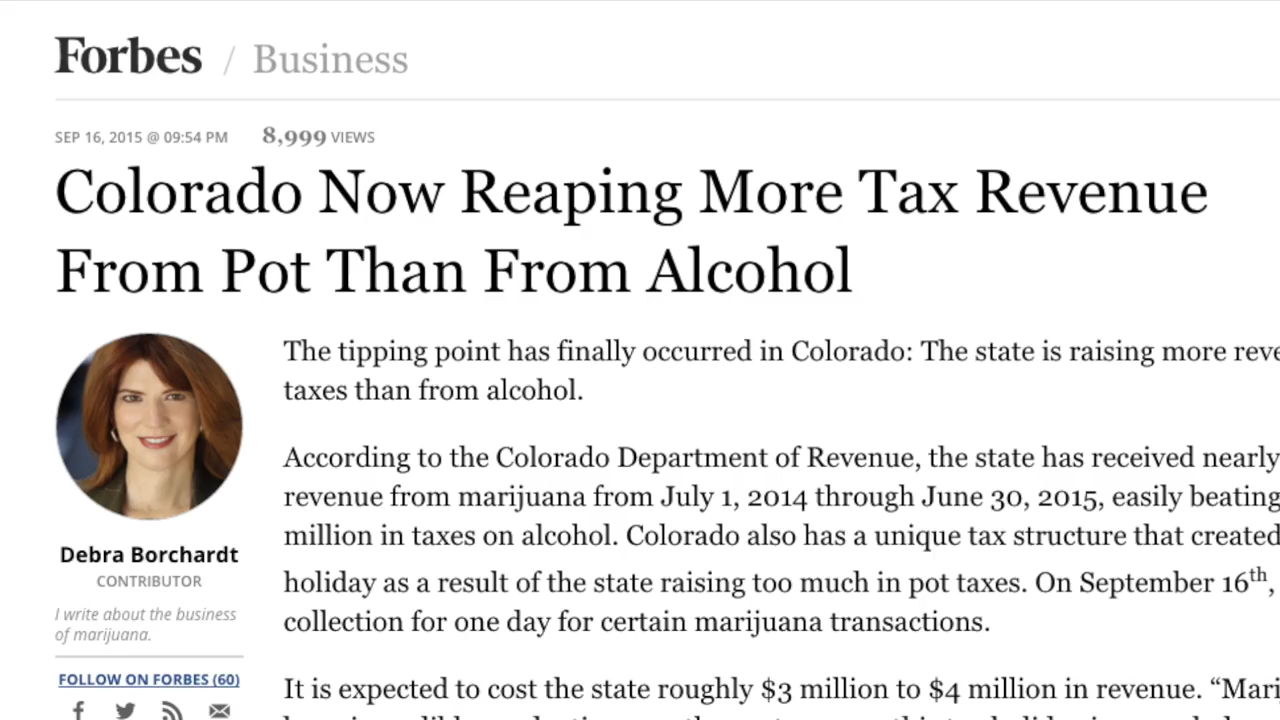 Forbes / Business
SEP 16, 2015 @ 09:54 PM 8,999 VIEWS
Colorado Now Reaping More Tax Revenue
From Pot Than From Alcohol
The tipping point has finally occurred in Colorado: The state is raising more reve
taxes than from alcohol.
According to the Colorado Department of Revenue, the state has received nearly
revenue from marijuana from July 1, 2014 through June 30, 2015, easily beating
million in taxes on alcohol. Colorado also has a unique tax structure that created
holiday as a result of the state raising too much in pot taxes. On September 16th,
collection for one day for certain marijuana transactions.
It is expected to cost the state roughly $3 million to $4 million in revenue. “Mari
Debra Borchardt
CONTRIBUTOR
I write about the business
of marijuana.
FOLLOW ON FORBES (60)